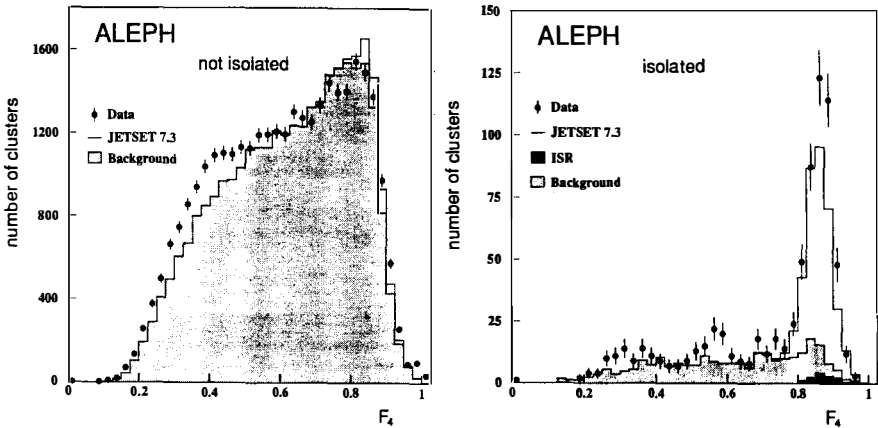 ALEPH
not isolated
Data
JETSET 7.3
Background
number of clusters
1600
1200
800
400
0
0
0.2
0.4
0.6
0.8
1
F4
ALEPH
isolated
Data
JETSET 7.3
ISR
Background
number of clusters
150
125
100
75
50
25
0
0
0.2
0.4
0.6
0.8
1
F4